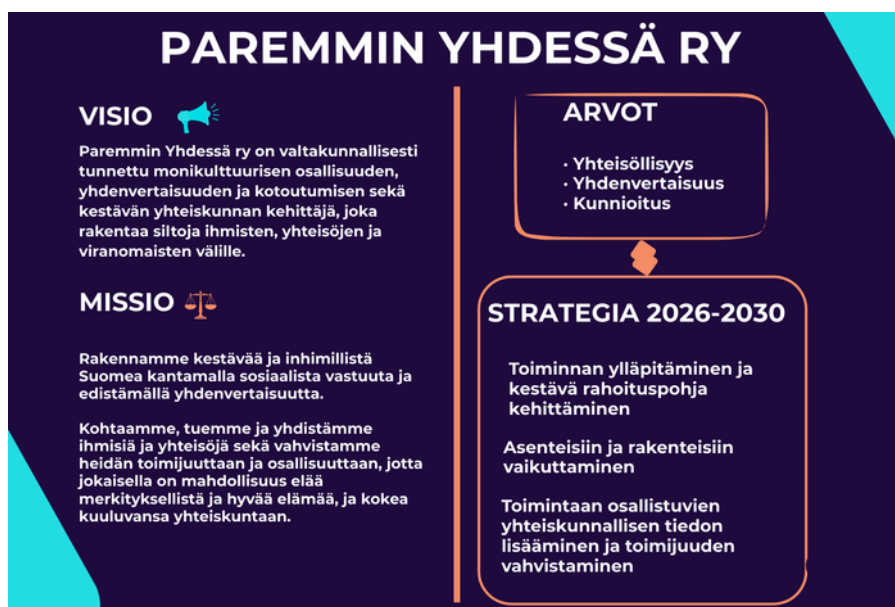 PAREMMIN YHDESSÄ RY
VISIO
Paremmin Yhdessä ry on valtakunnallisesti
tunnettu monikulttuurisen osallisuuden,
yhdenvertaisuuden ja kotoutumisen sekä
kestävän yhteiskunnan kehittäjä, joka
rakentaa siltoja ihmisten, yhteisöjen ja
viranomaisten välille.
MISSIO
Rakennamme kestävää ja inhimillistä
Suomea kantamalla sosiaalista vastuuta ja
edistämällä yhdenvertaisuutta.
Kohtaamme, tuemme ja yhdistämme
ihmisiä ja yhteisöjä sekä vahvistamme
heidän toimijuuttaan ja osallisuuttaan, jotta
jokaisella on mahdollisuus elää
merkityksellistä ja hyvää elämää, ja kokea
kuuluvansa yhteiskuntaan.
ARVOT
· Yhteisöllisyys
· Yhdenvertaisuus
· Kunnioitus
STRATEGIA 2026-2030
Toiminnan ylläpitäminen ja
kestävä rahoituspohja
kehittäminen
Asenteisiin ja rakenteisiin
vaikuttaminen
Toimintaan osallistuvien
yhteiskunnallisen tiedon
lisääminen ja toimijuuden
vahvistaminen